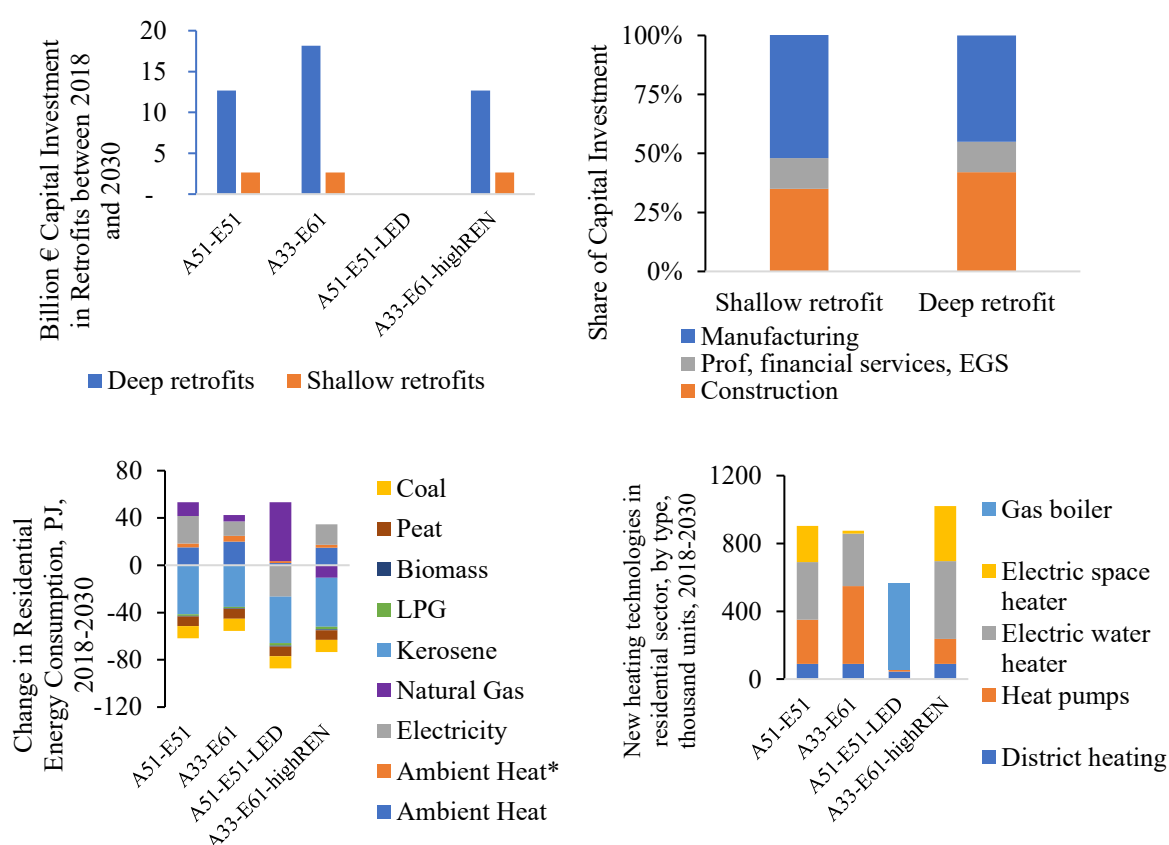 Billion € Capital Investment
in Retrofits between 2018
and 2030
20
15
10
5
-
A51-E51
A33-E61
A51-E51-LED
A33-E61-highREN
Deep retrofits
Shallow retrofits
Share of Capital Investment
100%
75%
50%
25%
0%
Shallow retrofit
Deep retrofit
Manufacturing
Prof, financial services, EGS
Construction
Change in Residential
Energy Consumption, PJ,
2018-2030
80
40
0
-40
-80
-120
A51-E51
A33-E61
A51-E51-LED
A33-E61-highREN
Coal
Peat
Biomass
LPG
Kerosene
Natural Gas
Electricity
Ambient Heat*
Ambient Heat
New heating technologies in
residential sector, by type,
thousand units, 2018-2030
1200
800
400
0
A51-E51
A33-E61
A51-E51-LED
A33-E61-highREN
Gas boiler
Electric space
heater
Electric water
heater
Heat pumps
District heating